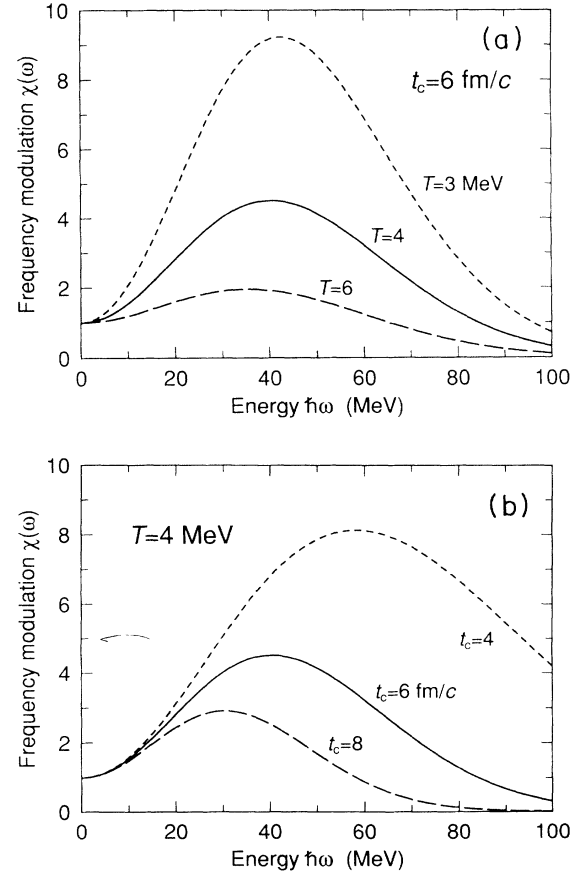 10
(a)
t_c=6 fm/c
8
Frequency modulation χ(ω)
6
T=3 MeV
4
T=4
2
T=6
0
0 20 40 60 80 100
Energy ħω (MeV)
10
(b)
T=4 MeV
8
Frequency modulation χ(ω)
6
t_c=4
4
t_c=6 fm/c
2
t_c=8
0
0 20 40 60 80 100
Energy ħω (MeV)